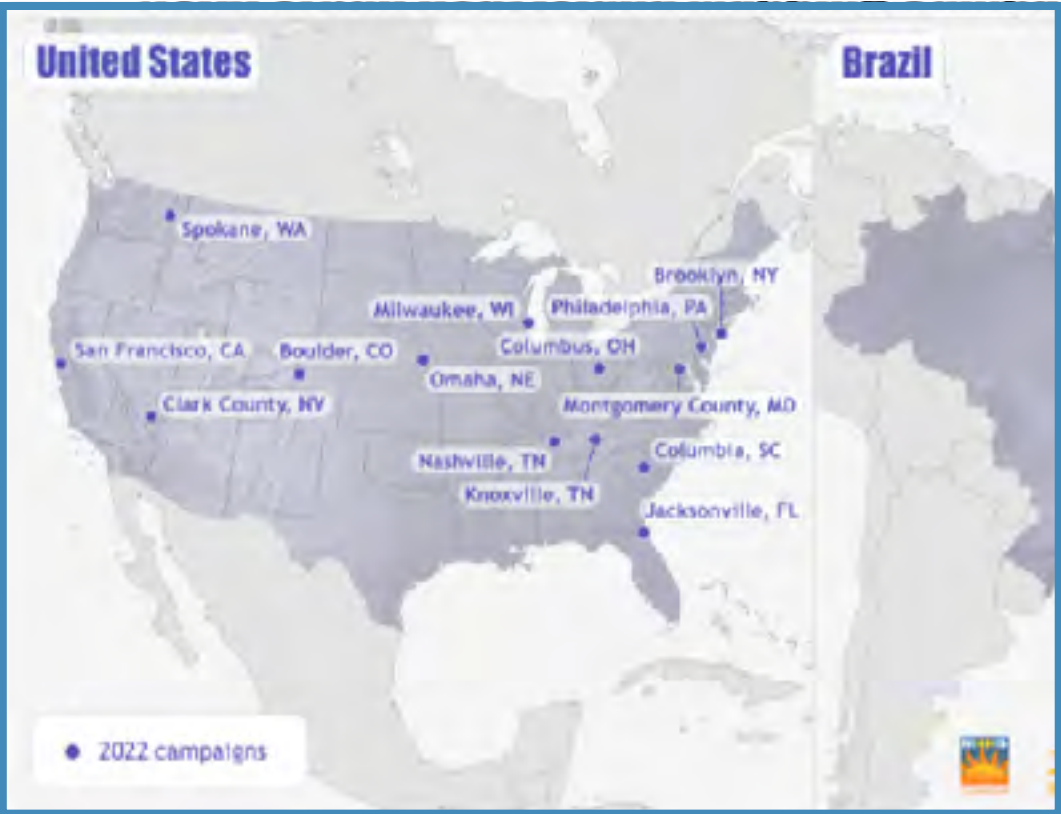 United States
Brazil
Spokane, WA
Brooklyn, NY
Milwaukee, WI
Philadelphia, PA
San Francisco, CA
Boulder, CO
Columbus, OH
Omaha, NE
Clark County, NV
Montgomery County, MD
Nashville, TN
Columbia, SC
Knoxville, TN
Jacksonville, FL
2022 campaigns